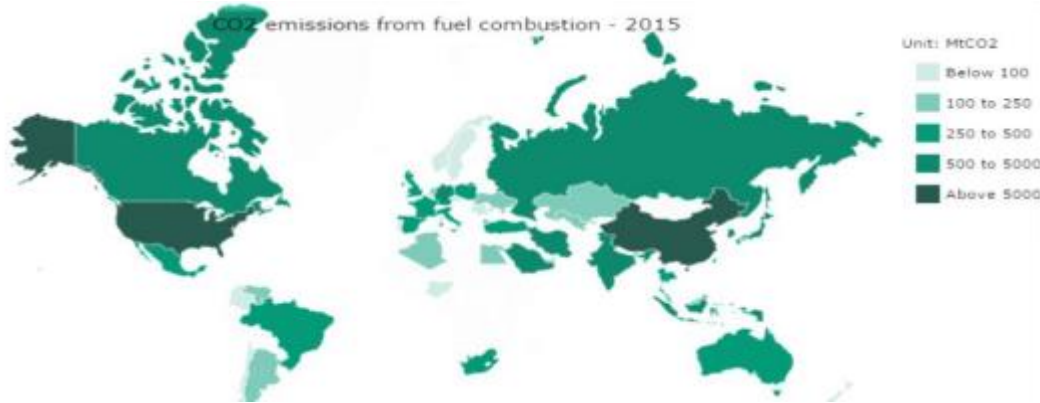 CO2 emissions from fuel combustion - 2015
Unit: MtCO2
Below 100
100 to 250
250 to 500
500 to 5000
Above 5000